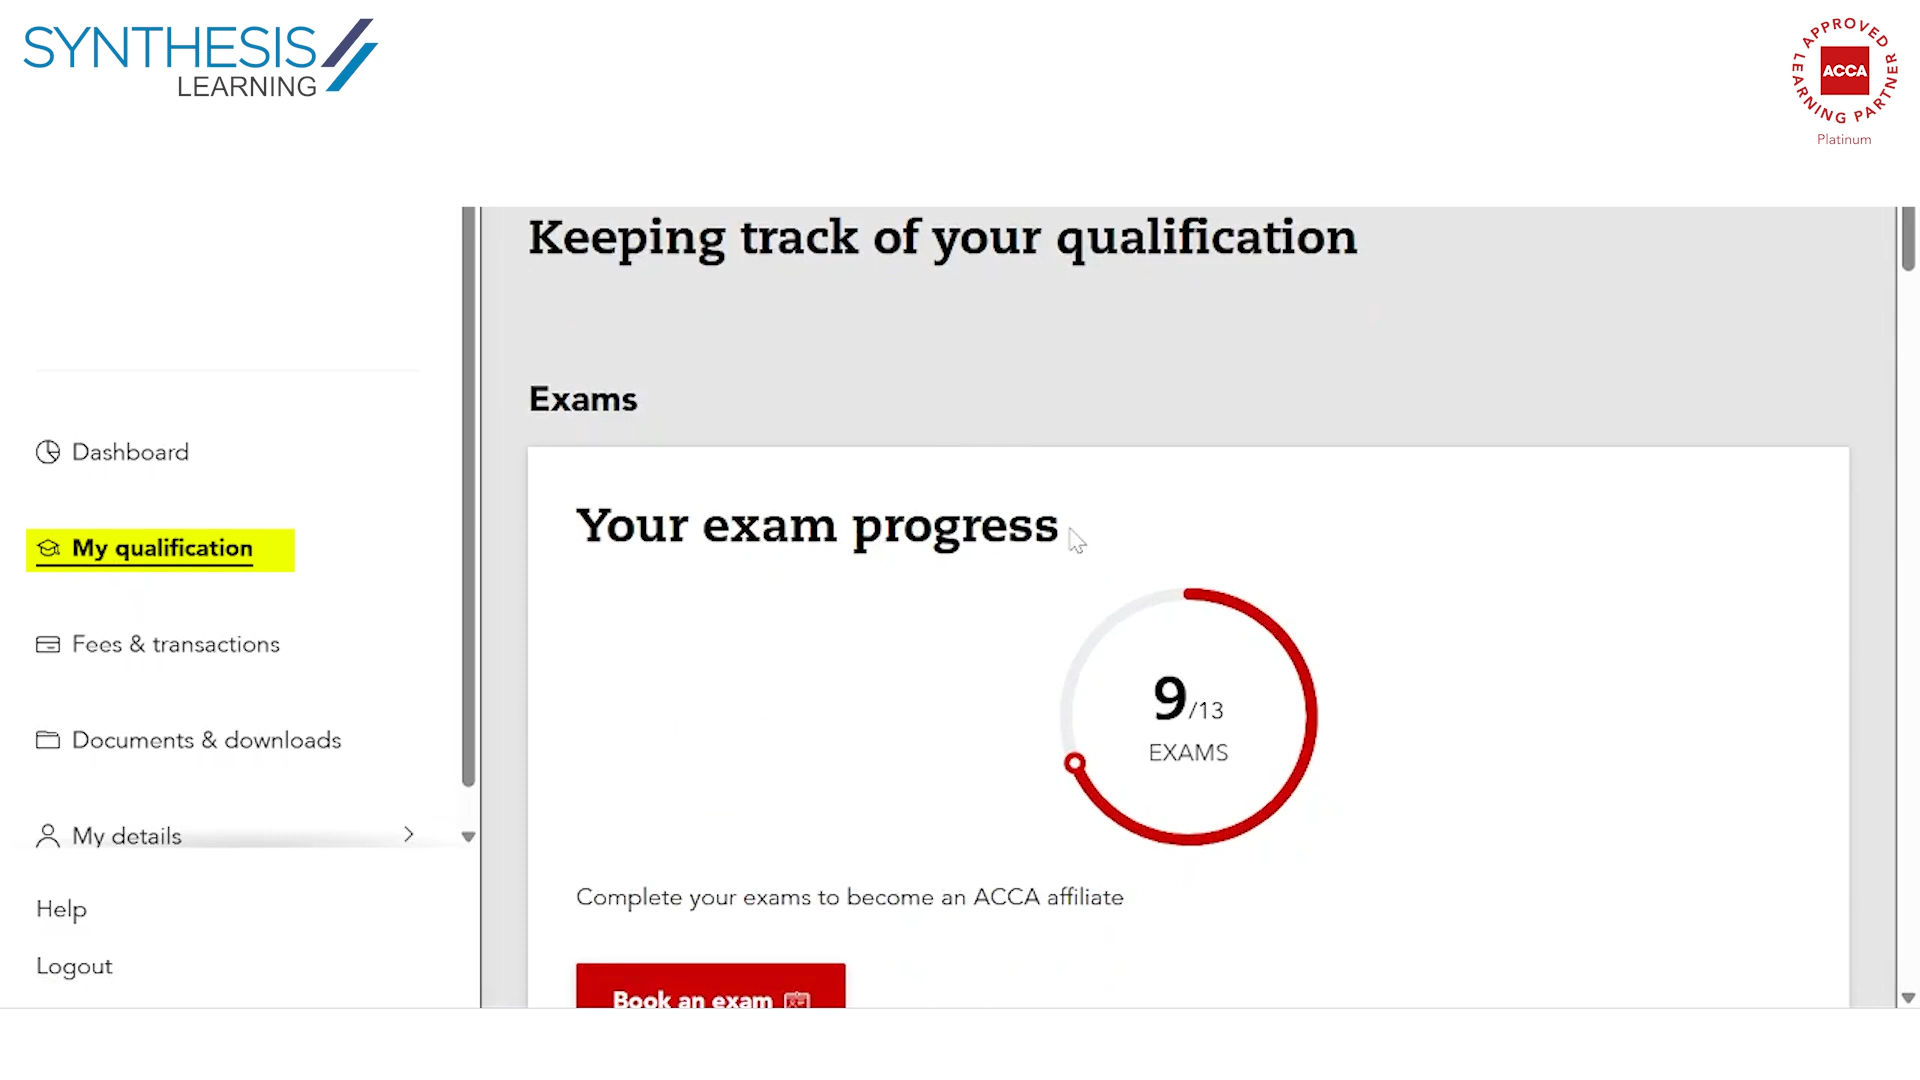 SYNTHESIS
LEARNING
APPROVED
ACCA
LEARNING PARTNER
Platinum
Keeping track of your qualification
Exams
Dashboard
My qualification
Fees & transactions
Documents & downloads
My details
Help
Logout
Your exam progress
9/13
EXAMS
Complete your exams to become an ACCA affiliate
Book an exam